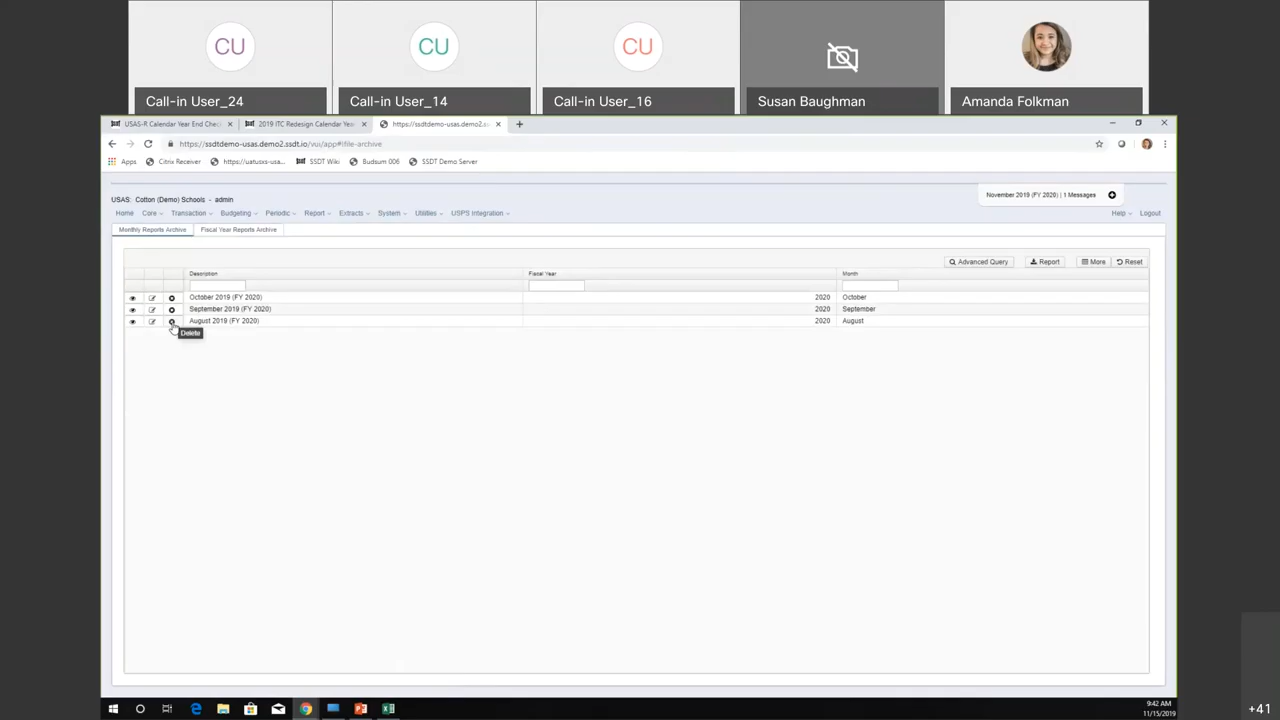 CU
CU
CU
Call-in User_24
Call-in User_14
Call-in User_16
Susan Baughman
Amanda Folkman
USAS-R Calendar Year End Chec
2019 ITC Redesign Calendar Yea
https://ssdtdemo-usas.demo2.ss
https://ssdtdemo-usas.demo2.ssdt.io/vui/app#!file-archive
Apps
Citrix Receiver
https://uatusxs-usa...
SSDT Wiki
Budsum 006
SSDT Demo Server
USAS: Cotton (Demo) Schools - admin
November 2019 (FY 2020) | 1 Messages
Home Core Transaction Budgeting Periodic Report Extracts System Utilities USPS Integration Help Logout
Monthly Reports Archive
Fiscal Year Reports Archive
Advanced Query Report More Reset
Description Fiscal Year Month
October 2019 (FY 2020) 2020 October
September 2019 (FY 2020) 2020 September
August 2019 (FY 2020) 2020 August
Delete
9:42 AM
11/15/2019
+41